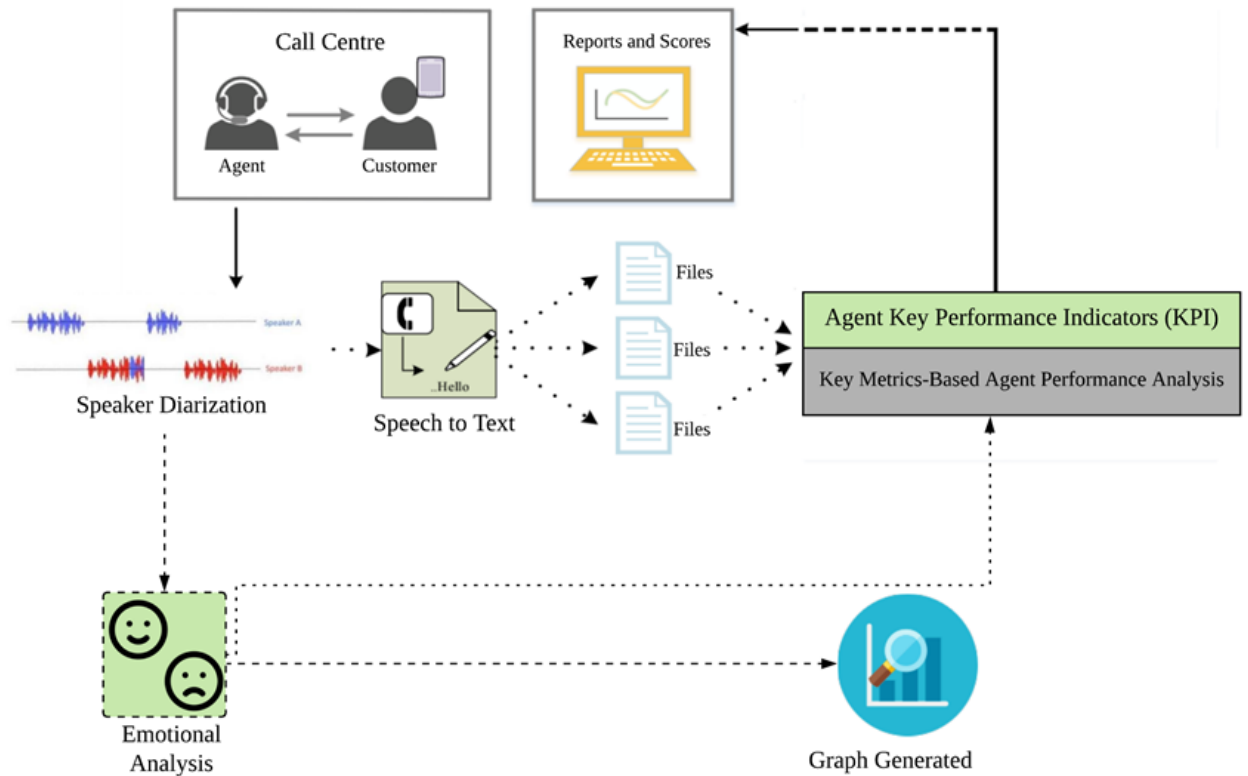 Call Centre
Agent
Customer
Reports and Scores
Speaker A
Speaker B
Speaker Diarization
..Hello
Speech to Text
Files
Files
Files
Agent Key Performance Indicators (KPI)
Key Metrics-Based Agent Performance Analysis
Emotional
Analysis
Graph Generated